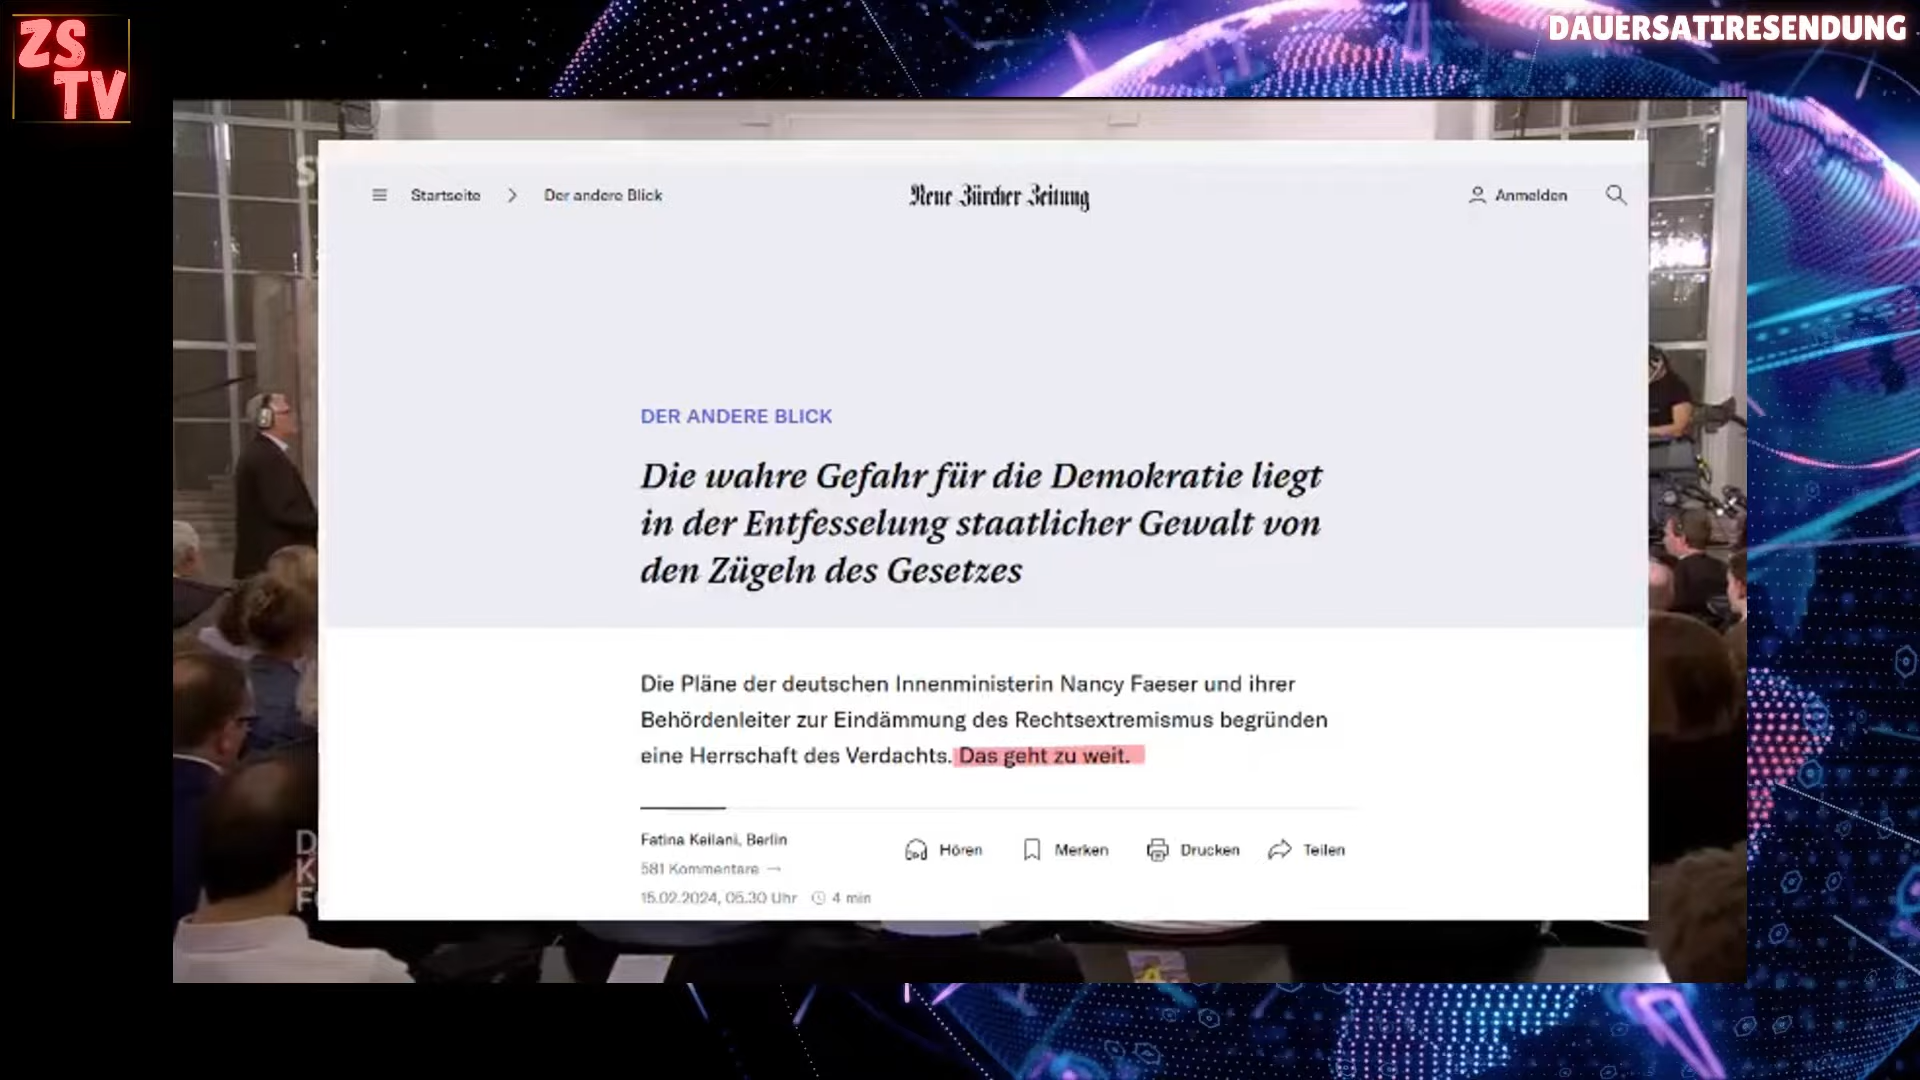 ZS
TV
DAUERSATIRESENDUNG
Startseite
Der andere Blick
Neue Zürcher Zeitung
Anmelden
DER ANDERE BLICK
Die wahre Gefahr für die Demokratie liegt
in der Entfesselung staatlicher Gewalt von
den Zügeln des Gesetzes
Die Pläne der deutschen Innenministerin Nancy Faeser und ihrer
Behördenleiter zur Eindämmung des Rechtsextremismus begründen
eine Herrschaft des Verdachts. Das geht zu weit.
Fatina Keilani, Berlin
581 Kommentare →
15.02.2024, 05.30 Uhr 4 min
Hören
Merken
Drucken
Teilen